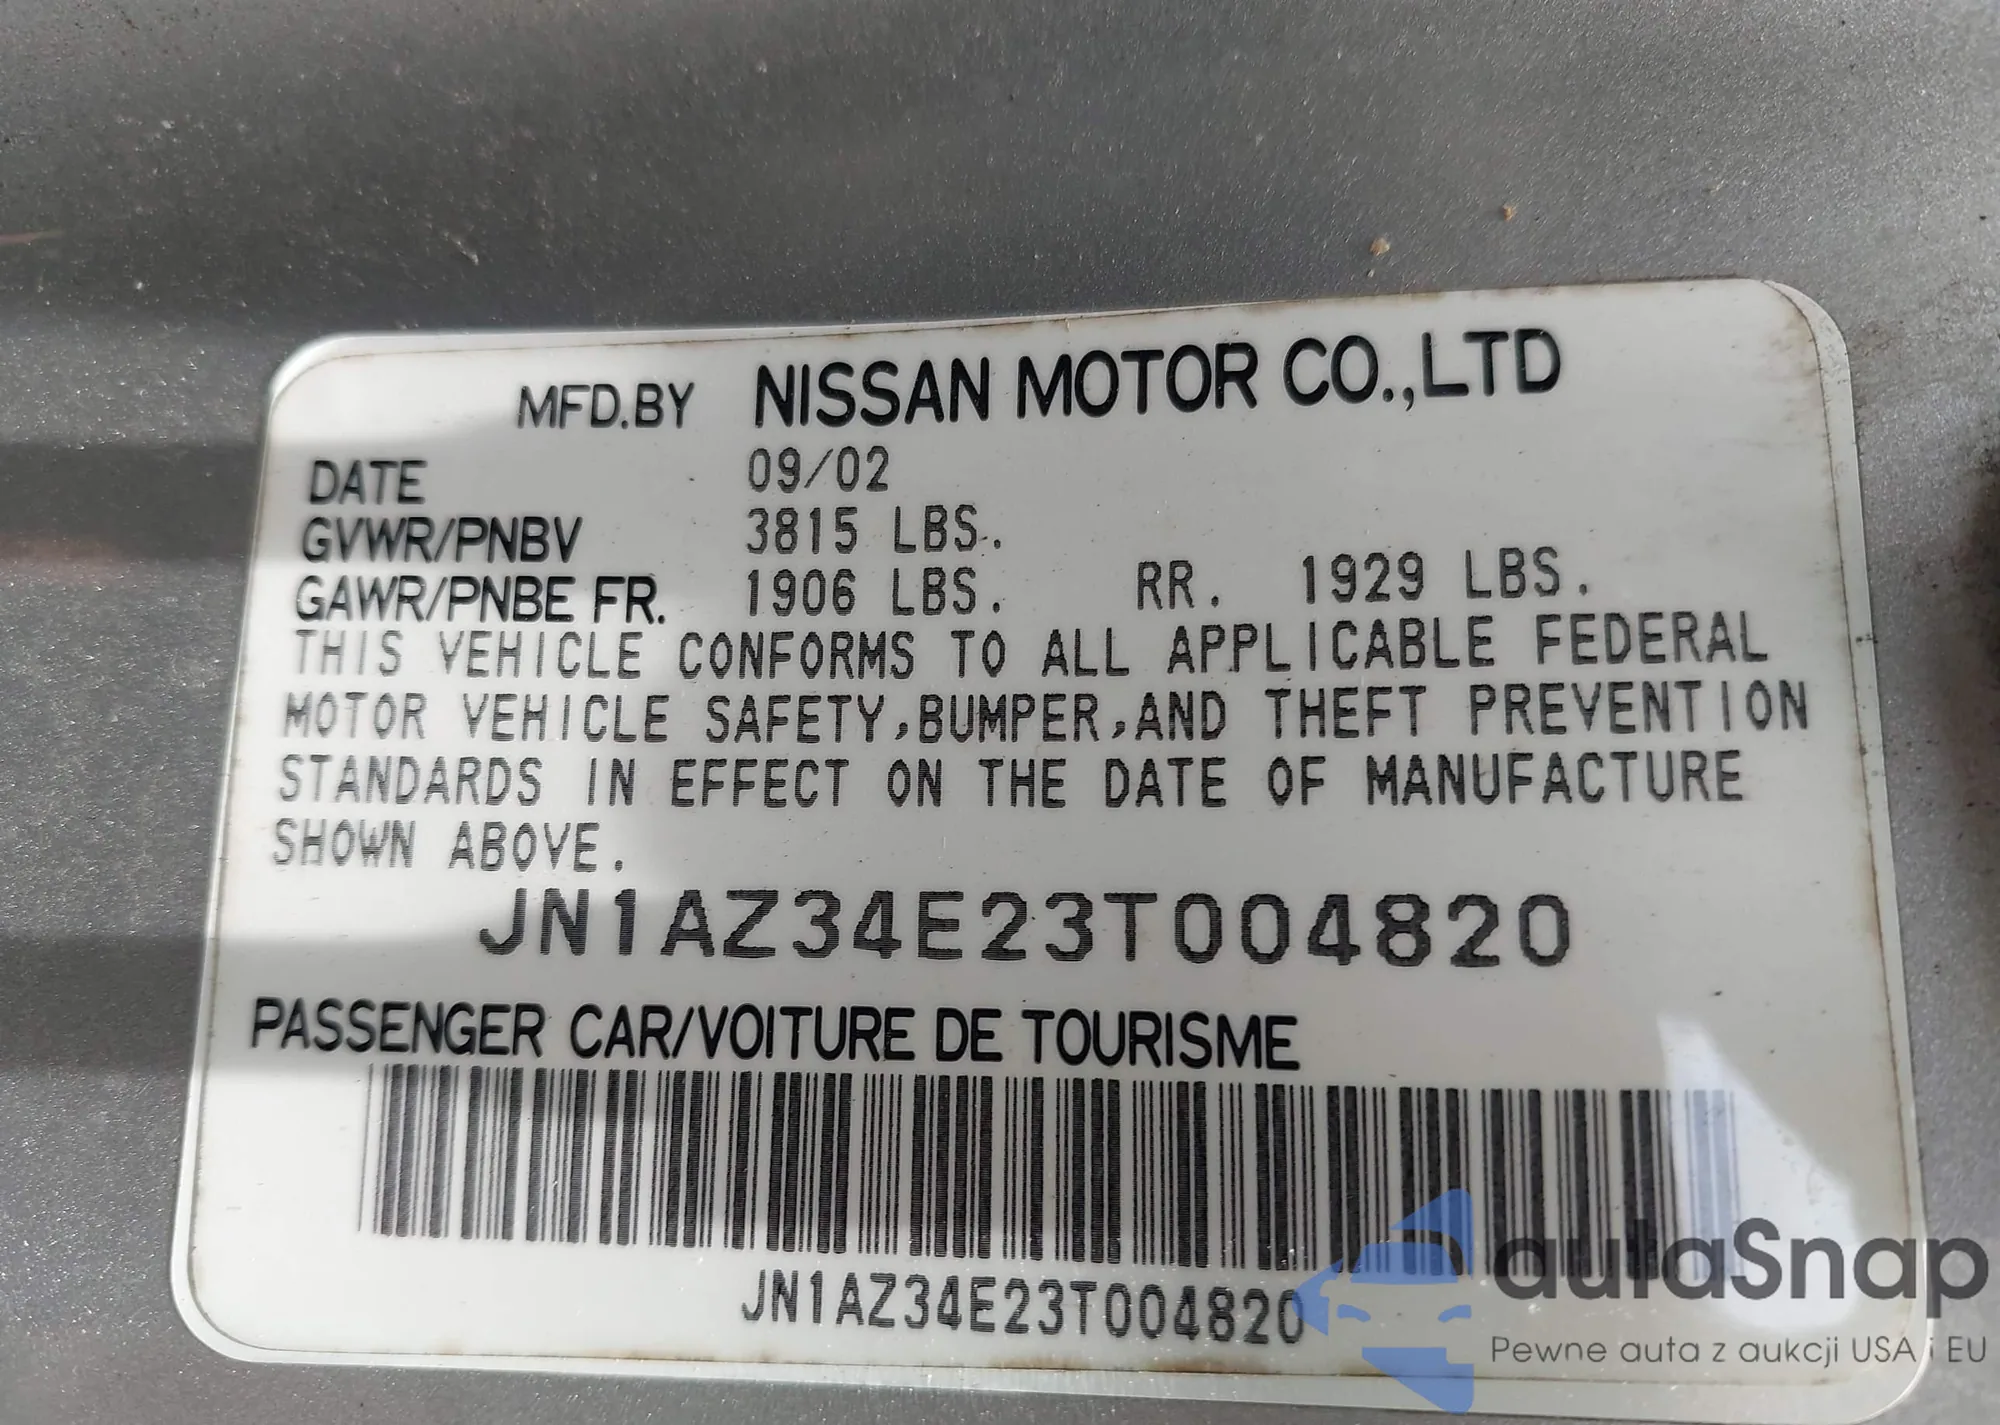 MFD.BY NISSAN MOTOR CO.,LTD
DATE 09/02
GVWR/PNBV 3815 LBS.
GAWR/PNBE FR. 1906 LBS. RR. 1929 LBS.
THIS VEHICLE CONFORMS TO ALL APPLICABLE FEDERAL
MOTOR VEHICLE SAFETY,BUMPER,AND THEFT PREVENTION
STANDARDS IN EFFECT ON THE DATE OF MANUFACTURE
SHOWN ABOVE.
JN1AZ34E23T004820
PASSENGER CAR/VOITURE DE TOURISME
JN1AZ34E23T004820
autaSnap
Pewne auta z aukcji USA i EU